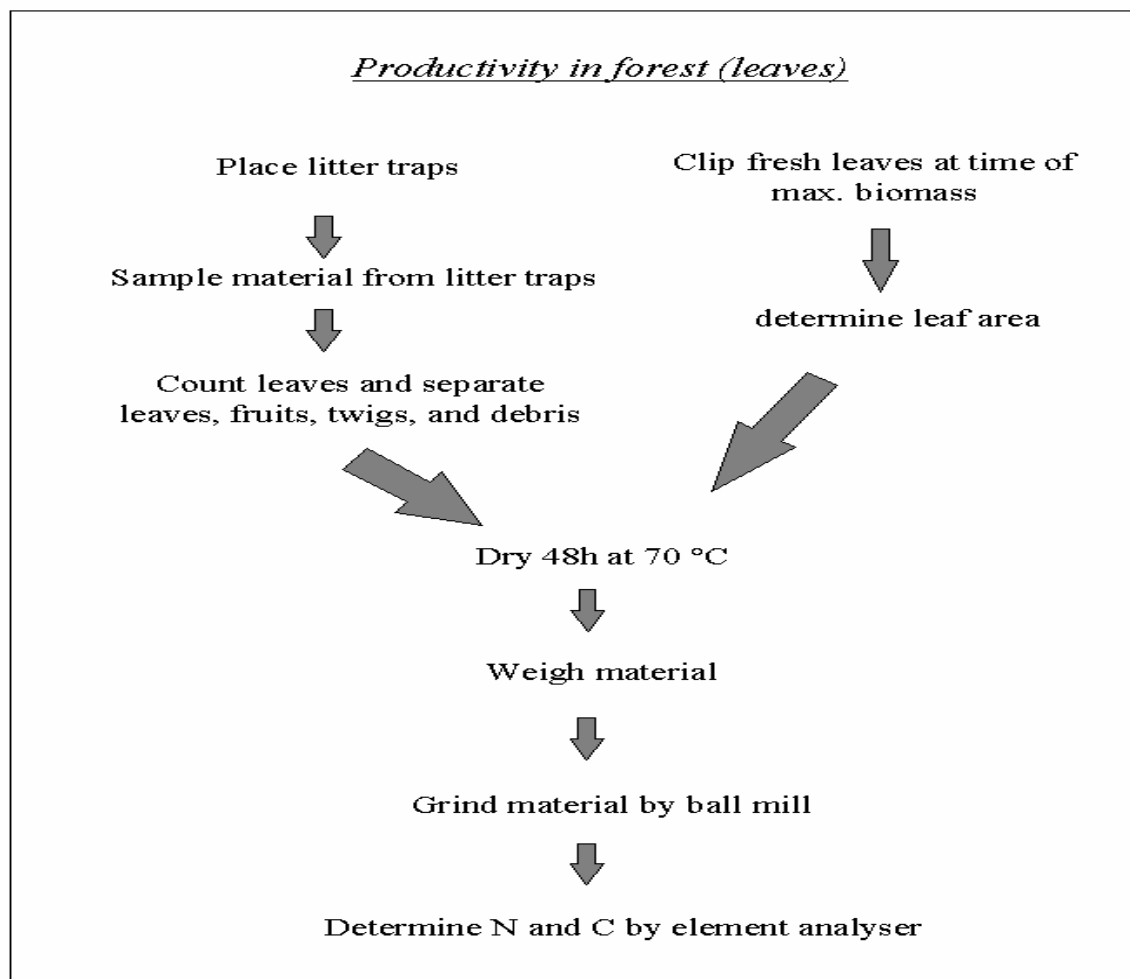 Productivity in forest (leaves)
Place litter traps
Sample material from litter traps
Count leaves and separate
leaves, fruits, twigs, and debris
Clip fresh leaves at time of
max. biomass
determine leaf area
Dry 48h at 70 °C
Weigh material
Grind material by ball mill
Determine N and C by element analyser